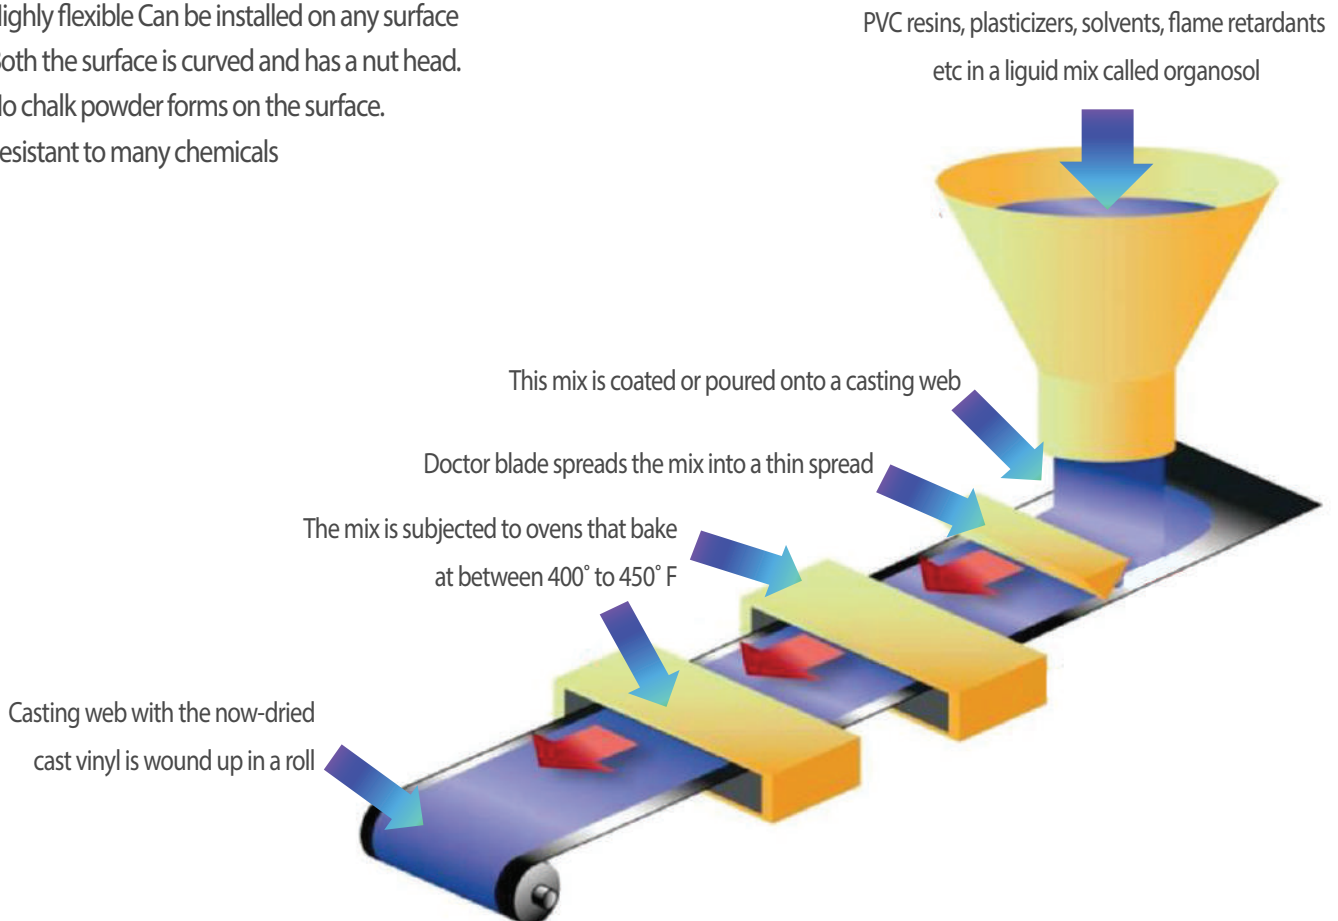 ighly flexible Can be installed on any surface
oth the surface is curved and has a nut head.
o chalk powder forms on the surface.
esistant to many chemicals
PVC resins, plasticizers, solvents, flame retardants
etc in a liguid mix called organosol
This mix is coated or poured onto a casting web
Doctor blade spreads the mix into a thin spread
The mix is subjected to ovens that bake
at between 400˚ to 450˚ F
Casting web with the now-dried
cast vinyl is wound up in a roll